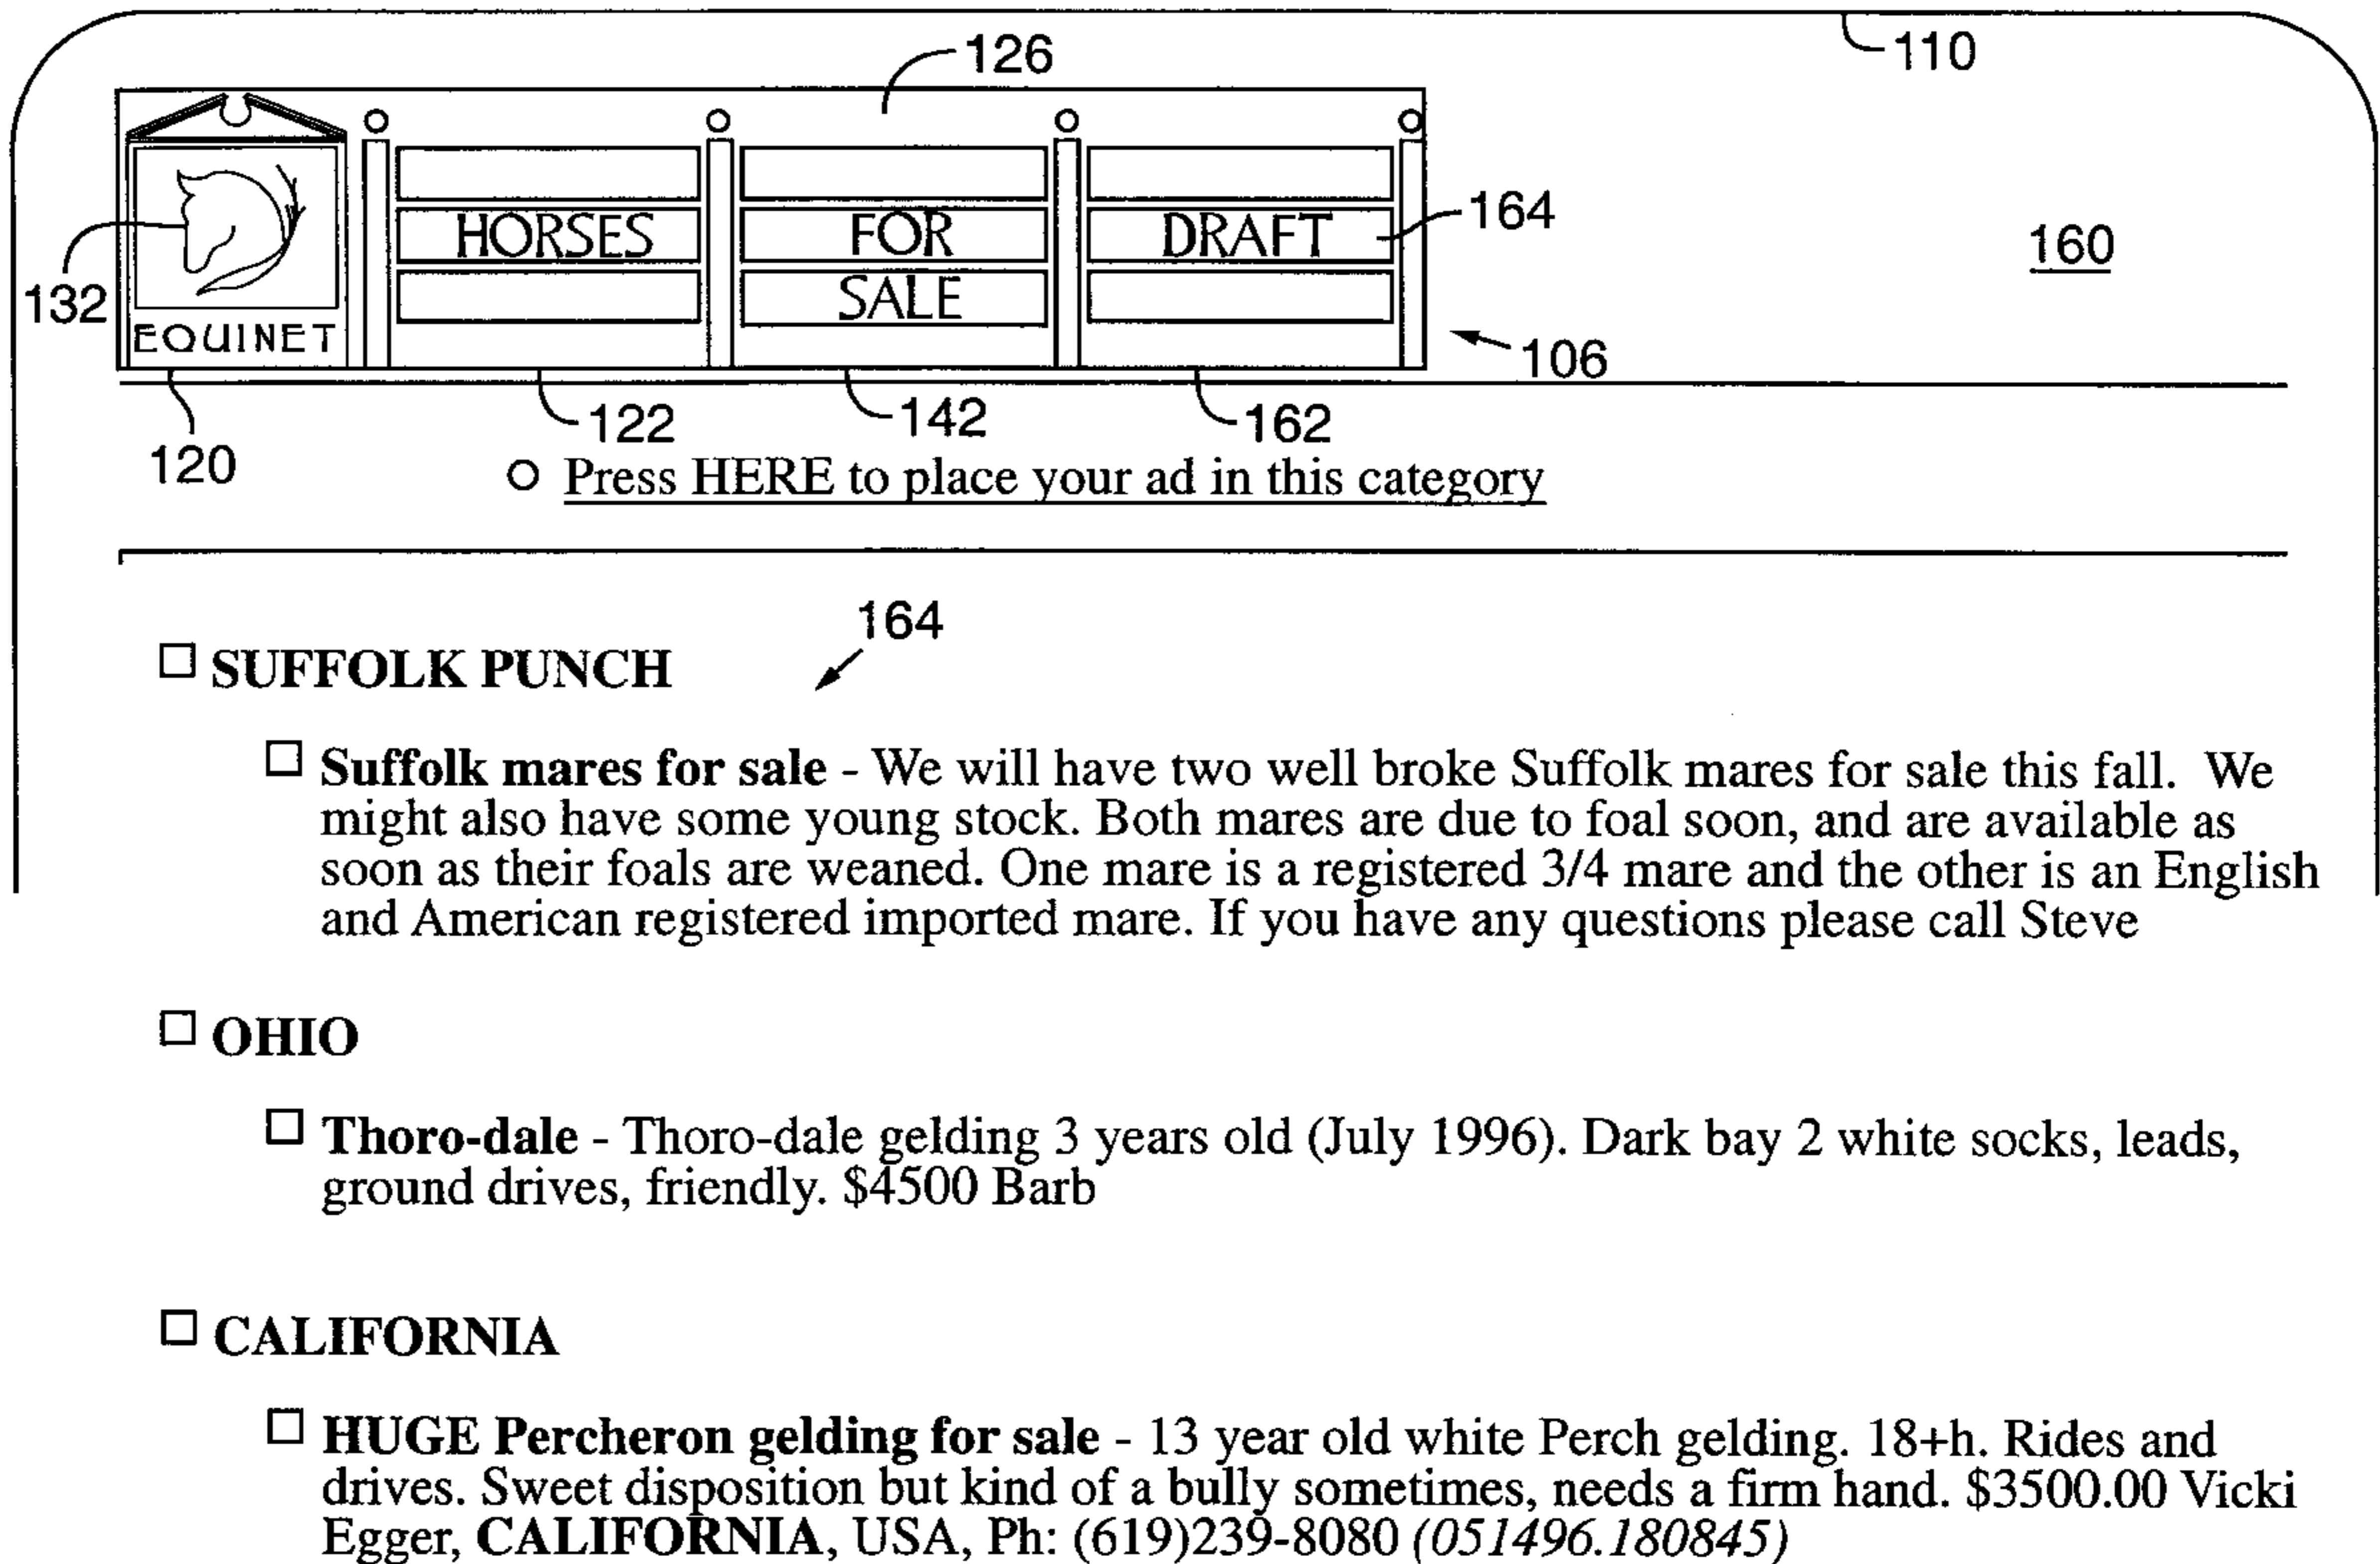 126
110
HORSES
FOR
DRAFT
164
160
SALE
132
EQUINET
106
120
122
142
162
○ Press HERE to place your ad in this category
164
□ SUFFOLK PUNCH
□ Suffolk mares for sale - We will have two well broke Suffolk mares for sale this fall. We
might also have some young stock. Both mares are due to foal soon, and are available as
soon as their foals are weaned. One mare is a registered 3/4 mare and the other is an English
and American registered imported mare. If you have any questions please call Steve
□ OHIO
□ Thoro-dale - Thoro-dale gelding 3 years old (July 1996). Dark bay 2 white socks, leads,
ground drives, friendly. $4500 Barb
□ CALIFORNIA
□ HUGE Percheron gelding for sale - 13 year old white Perch gelding. 18+h. Rides and
drives. Sweet disposition but kind of a bully sometimes, needs a firm hand. $3500.00 Vicki
Egger, CALIFORNIA, USA, Ph: (619)239-8080 (051496.180845)